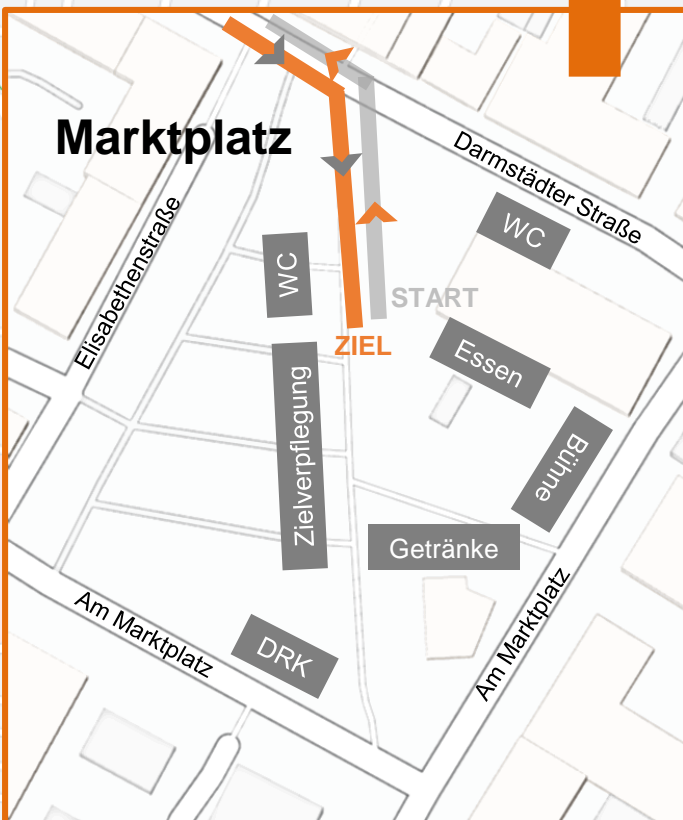 Marktplatz
Darmstädter Straße
Elisabethenstraße
WC
WC
START
ZIEL
Essen
Zielverpflegung
Bühne
Getränke
Am Marktplatz
DRK
Am Marktplatz